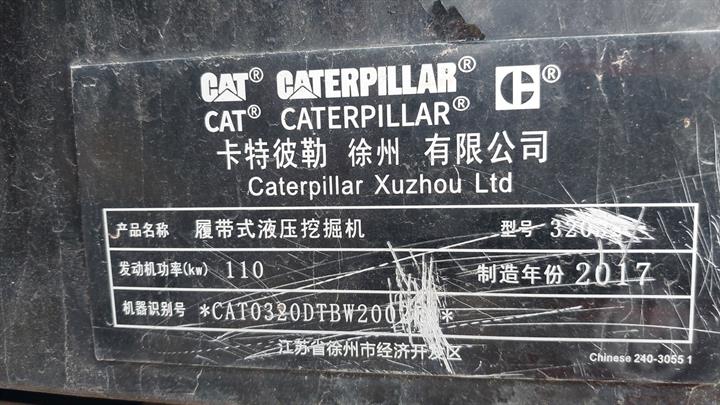 CAT® CATERPILLAR® C®
CAT® CATERPILLAR®
卡特彼勒 徐州 有限公司
Caterpillar Xuzhou Ltd
产品名称 履带式液压挖掘机 型号
发动机功率(kw) 110 制造年份 2017
机器识别号
江苏省徐州市经济开发区
Chinese 240-3055 1